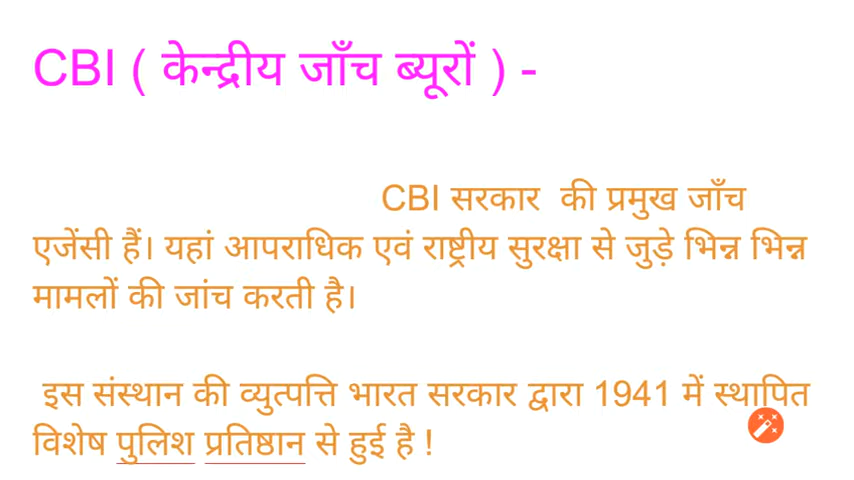 CBI ( केन्द्रीय जाँच ब्यूरों ) -
CBI सरकार की प्रमुख जाँच
एजेंसी हैं। यहां आपराधिक एवं राष्ट्रीय सुरक्षा से जुड़े भिन्न भिन्न
मामलों की जांच करती है।
इस संस्थान की व्युत्पत्ति भारत सरकार द्वारा 1941 में स्थापित
विशेष पुलिश प्रतिष्ठान से हुई है !